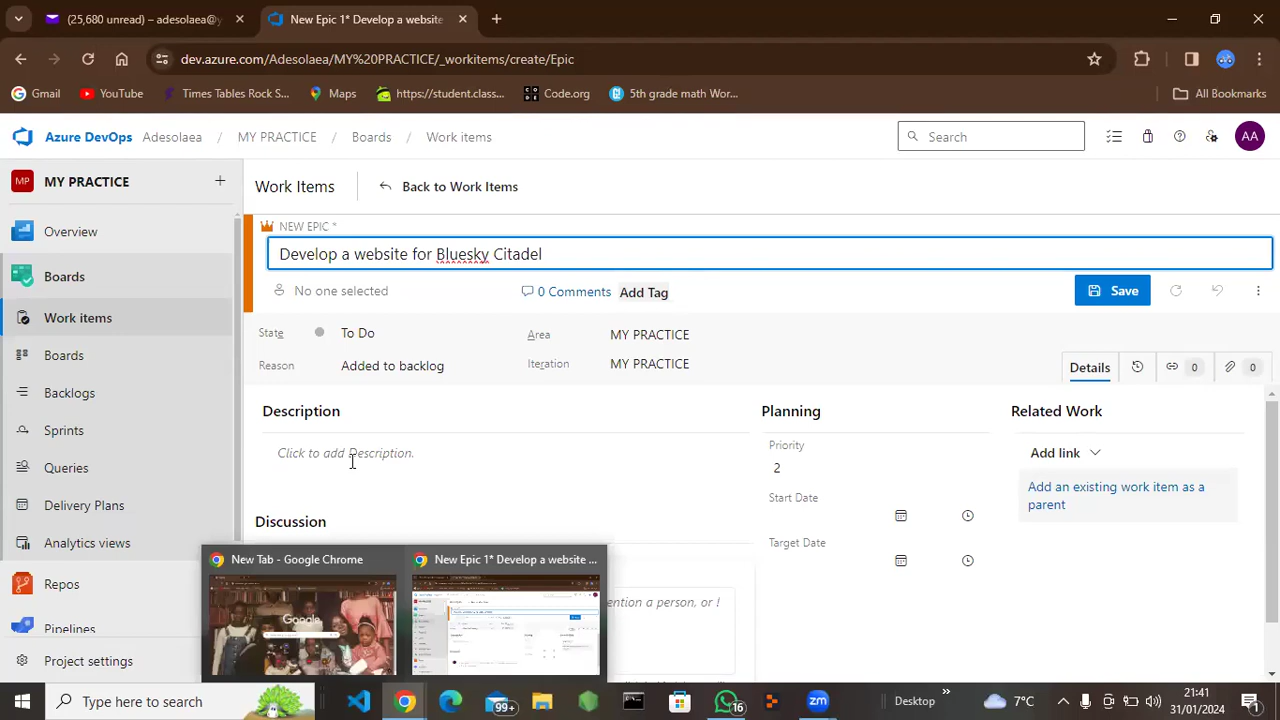 (25,680 unread) - adesolaea@y
New Epic 1* Develop a website
dev.azure.com/Adesolaea/MY%20PRACTICE/_workitems/create/Epic
Gmail
YouTube
Times Tables Rock S...
Maps
https://student.class...
CODE
Code.org
5th grade math Wor...
All Bookmarks
Azure DevOps
Adesolaea
/
MY PRACTICE
/
Boards
/
Work items
Search
AA
MP
MY PRACTICE
Work Items
Back to Work Items
Overview
Boards
Work items
Boards
Backlogs
Sprints
Queries
Delivery Plans
Analytics views
Repos
Pipelines
Project settings
NEW EPIC *
Develop a website for Bluesky Citadel
No one selected
0 Comments
Add Tag
Save
State
To Do
Area
MY PRACTICE
Reason
Added to backlog
Iteration
MY PRACTICE
Details
0
0
Description
Click to add Description.
Planning
Priority
2
Start Date
Target Date
Related Work
Add link
Add an existing work item as a
parent
Discussion
New Tab - Google Chrome
New Epic 1* Develop a website ...
Google
Type here to search
99+
16
zm
Desktop
»
7°C
21:41
31/01/2024
1